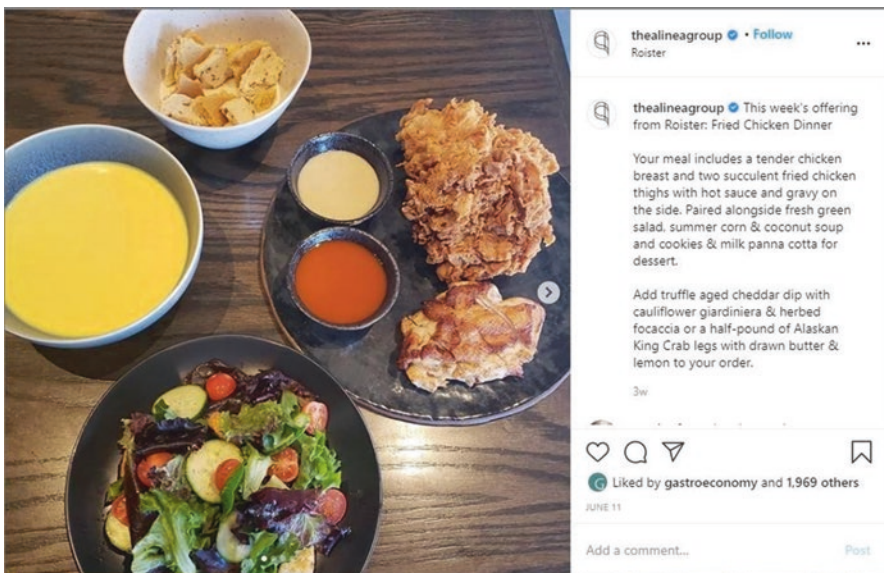 thealineagroup • Follow
Roister
thealineagroup This week's offering
from Roister: Fried Chicken Dinner
Your meal includes a tender chicken
breast and two succulent fried chicken
thighs with hot sauce and gravy on
the side. Paired alongside fresh green
salad, summer corn & coconut soup
and cookies & milk panna cotta for
dessert.
Add truffle aged cheddar dip with
cauliflower giardiniera & herbed
focaccia or a half-pound of Alaskan
King Crab legs with drawn butter &
lemon to your order.
3w
Liked by gastroeconomy and 1,969 others
JUNE 11
Add a comment... Post